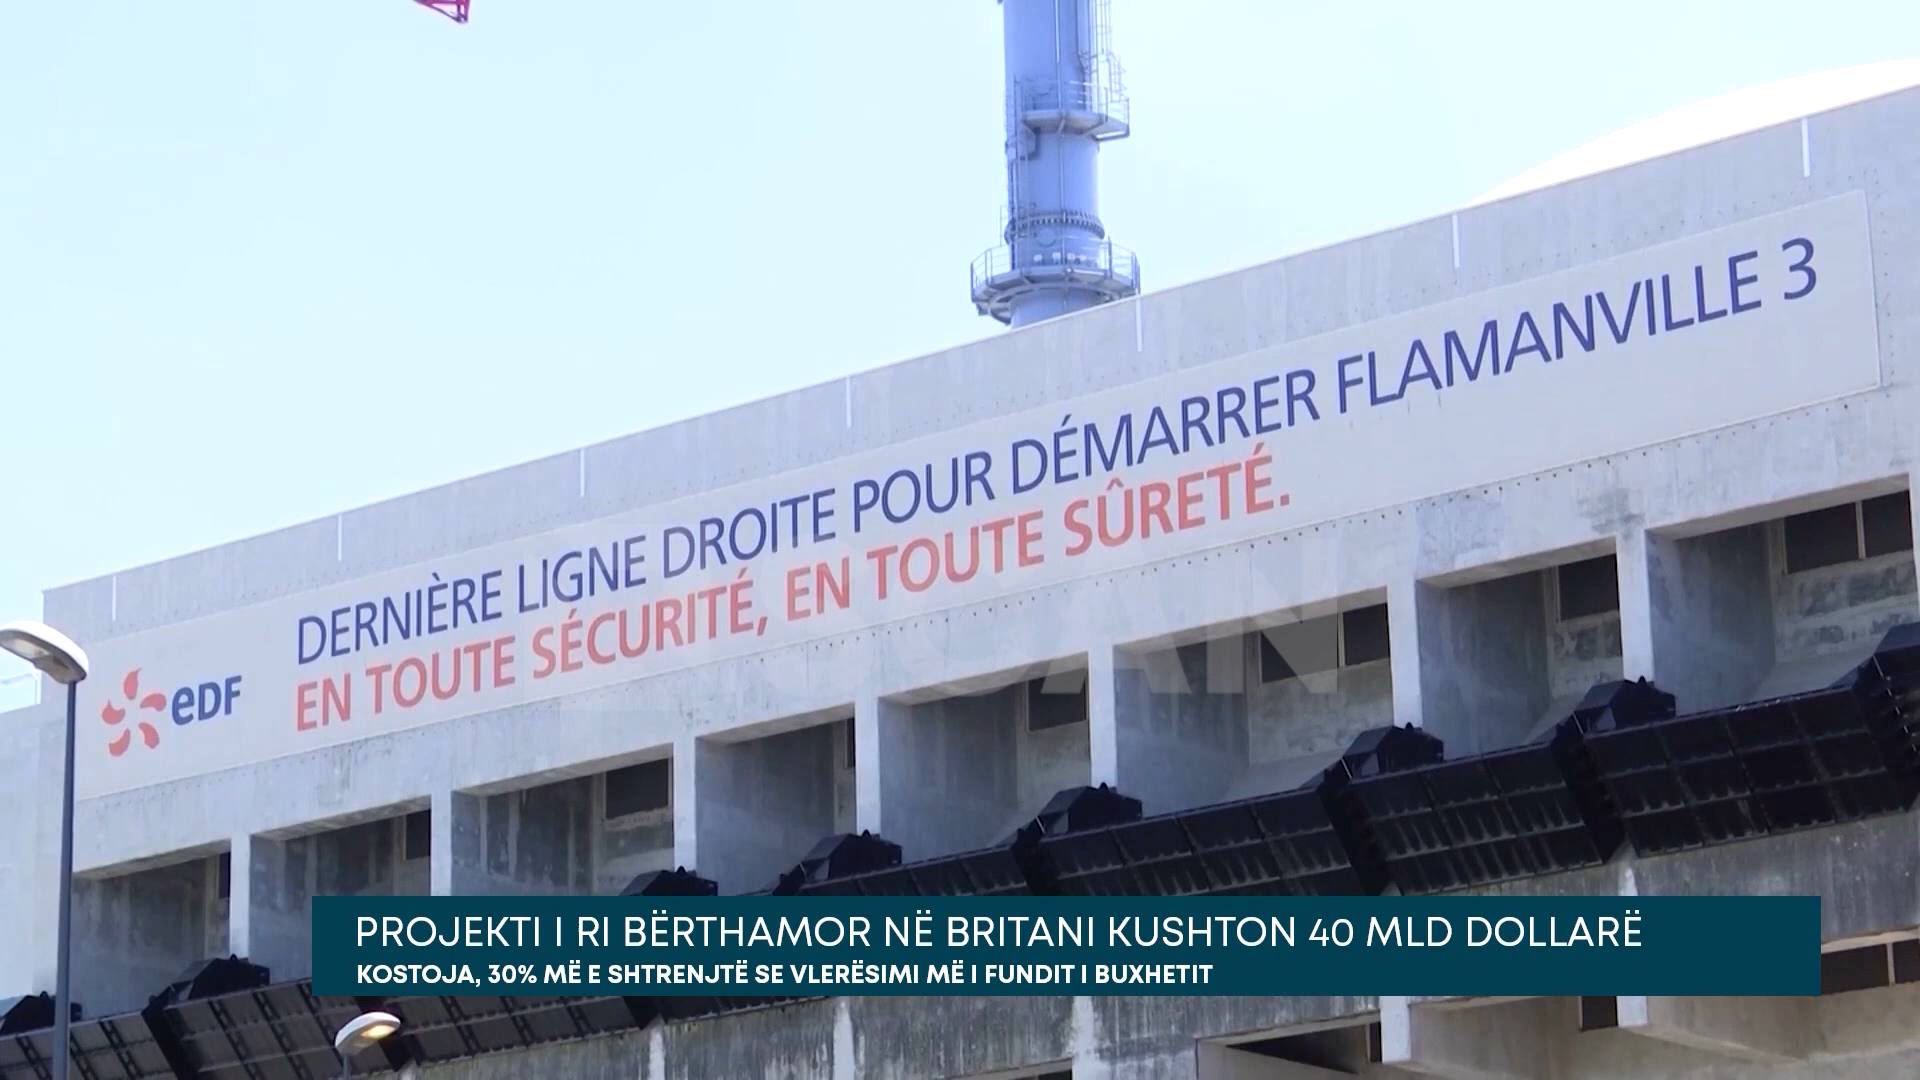 DERNIÈRE LIGNE DROITE POUR DÉMARRER FLAMANVILLE 3
EN TOUTE SÉCURITÉ, EN TOUTE SÛRETÉ.
eDF
SCAN
PROJEKTI I RI BËRTHAMOR NË BRITANI KUSHTON 40 MLD DOLLARË
KOSTOJA, 30% MË E SHTRENJTË SE VLERËSIMI MË I FUNDIT I BUXHETIT